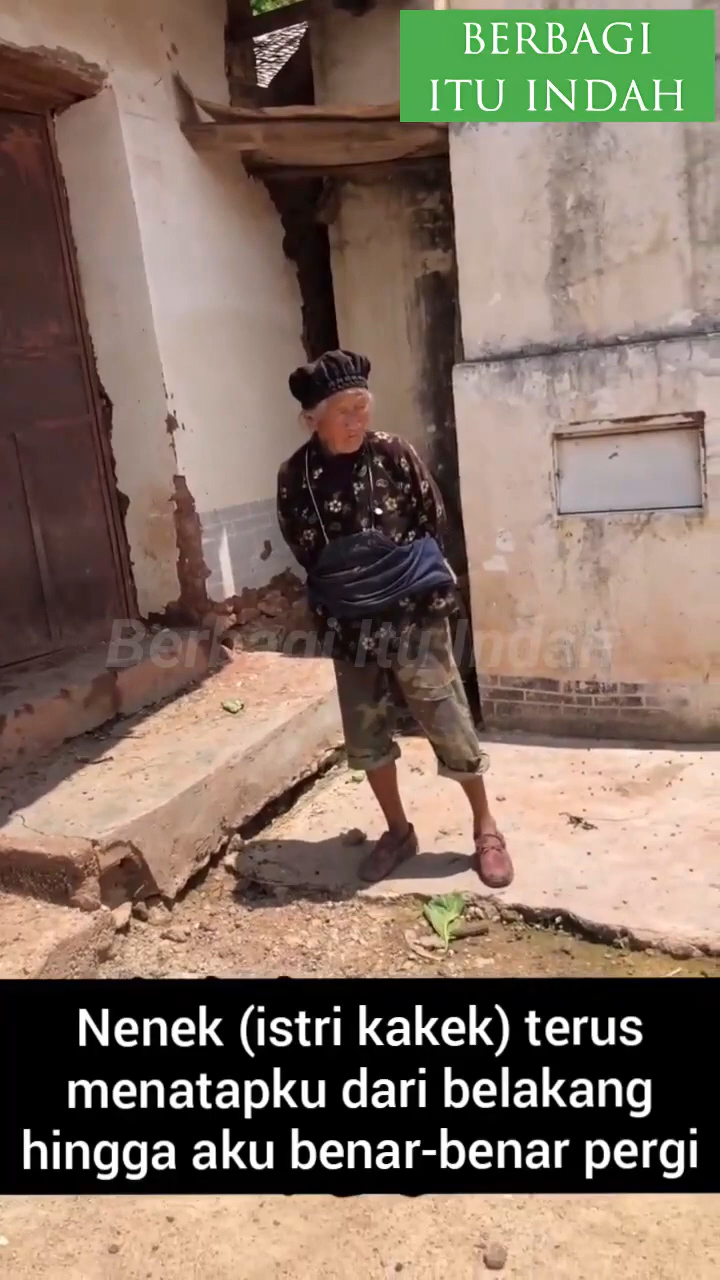 BERBAGI
ITU INDAH
Berbagi Itu Indah
Nenek (istri kakek) terus
menatapku dari belakang
hingga aku benar-benar pergi